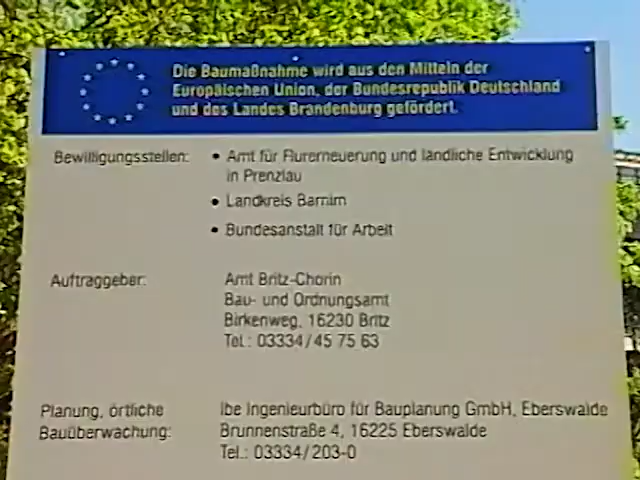 Die Baumaßnahme wird aus den Mitteln der
Europäischen Union, der Bundesrepublik Deutschland
und des Landes Brandenburg gefördert.
Bewilligungsstellen: • Amt für Flurerneuerung und ländliche Entwicklung
in Prenzlau
• Landkreis Barnim
• Bundesanstalt für Arbeit
Auftraggeber: Amt Britz-Chorin
Bau- und Ordnungsamt
Birkenweg, 16230 Britz
Tel.: 03334/45 75 63
Planung, örtliche Ibe Ingenieurbüro für Bauplanung GmbH, Eberswalde
Bauüberwachung: Brunnenstraße 4, 16225 Eberswalde
Tel.: 03334/203-0